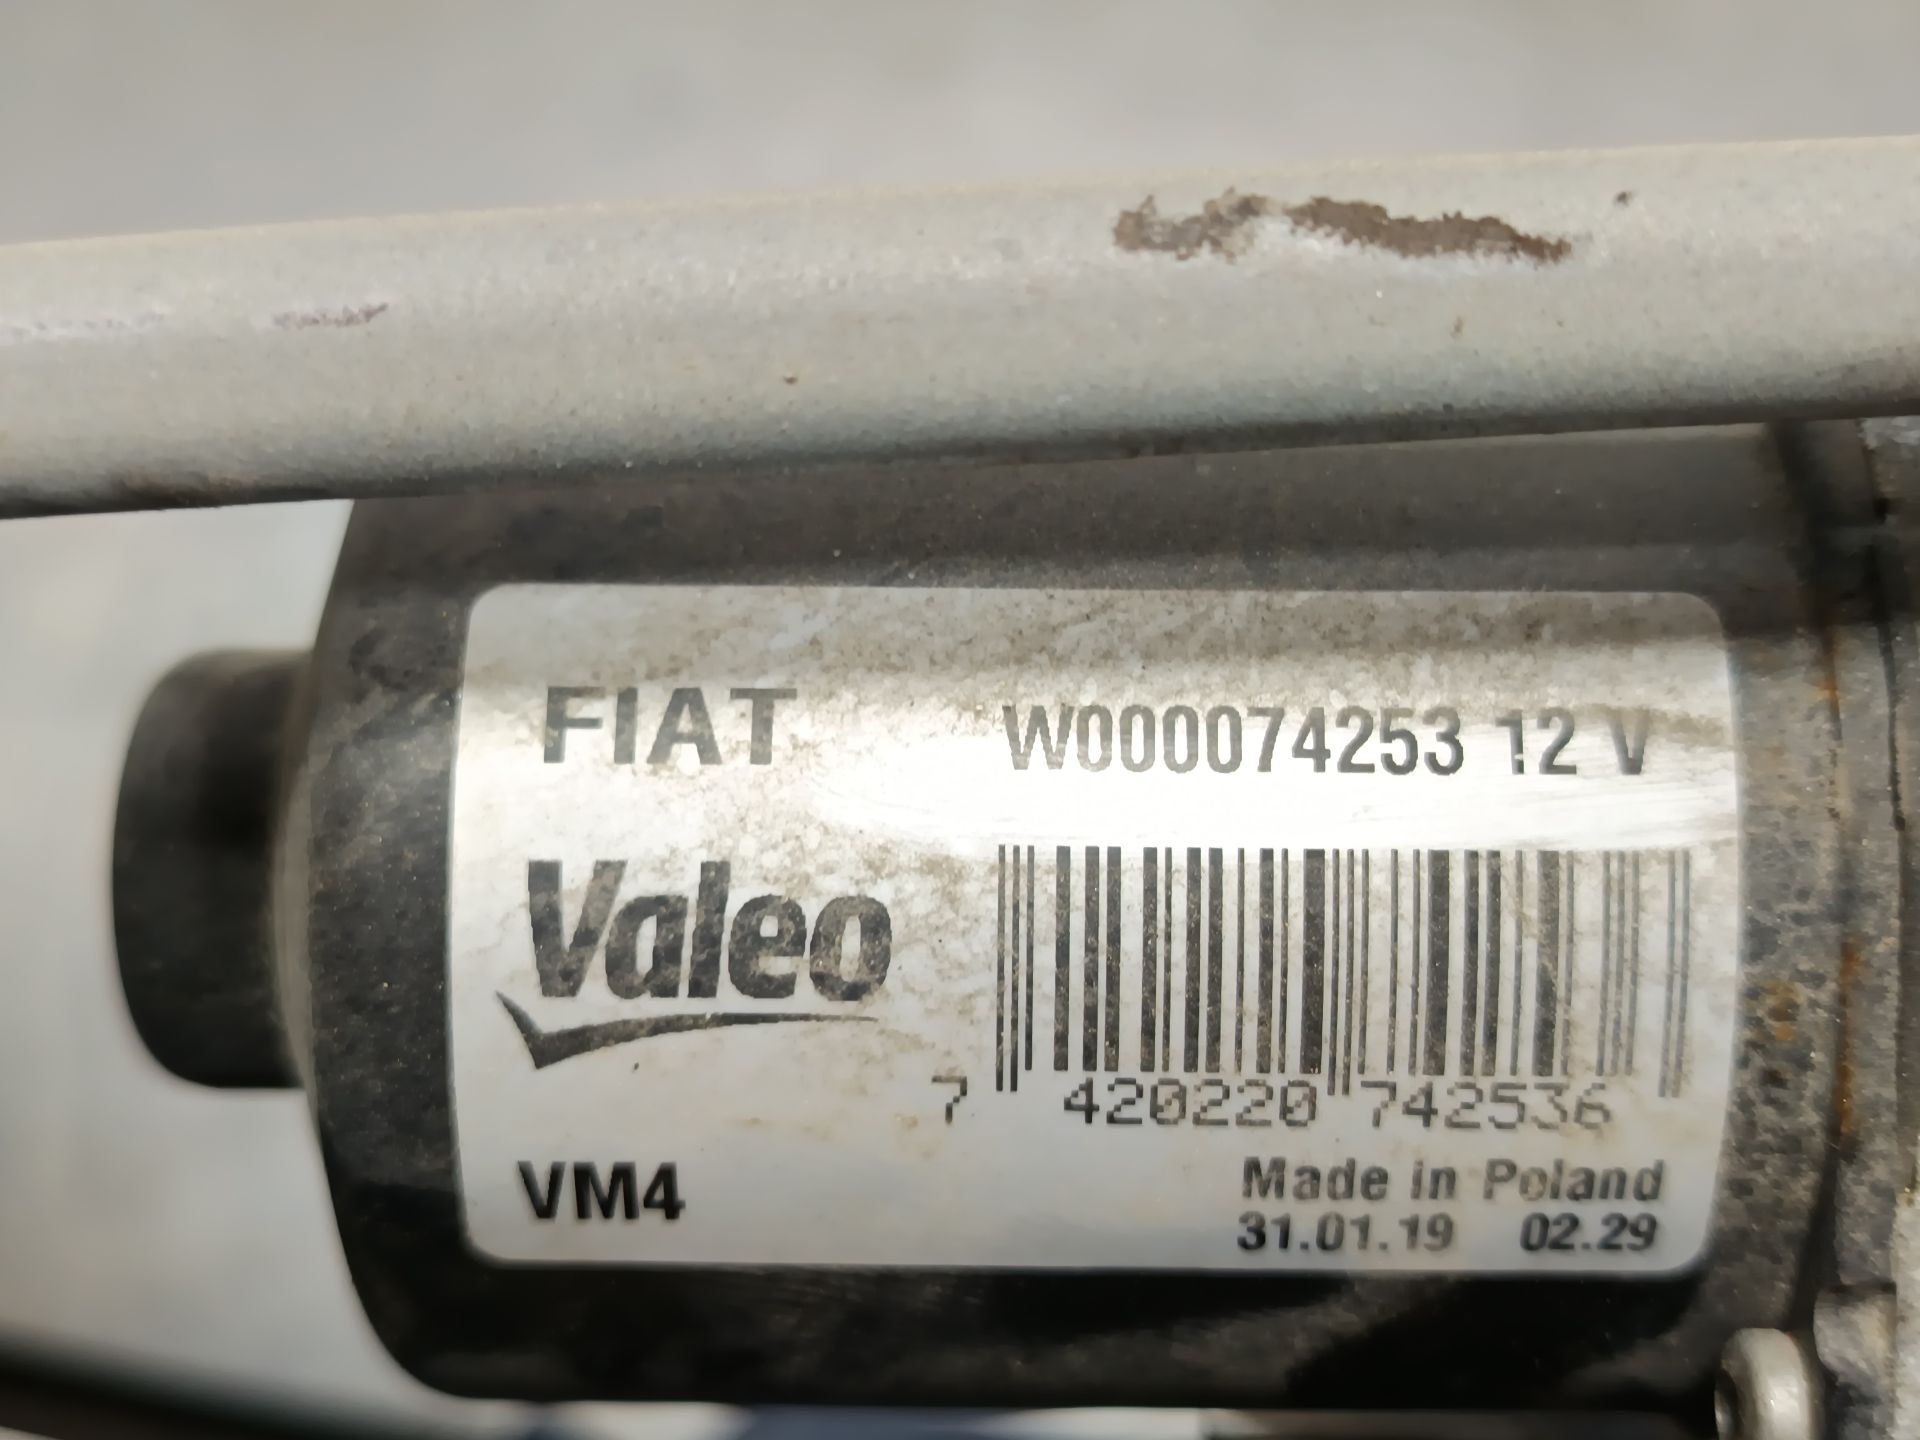 FIAT W000074253 12 V
Valeo
7 420220 742536
VM4
Made in Poland
31.01.19 02.29